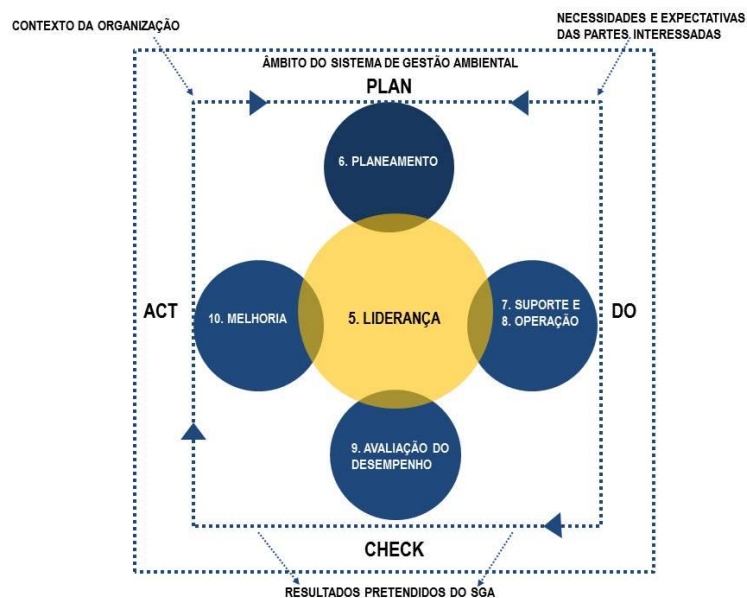 CONTEXTO DA ORGANIZAÇÃO
NECESSIDADES E EXPECTATIVAS
DAS PARTES INTERESSADAS
ÂMBITO DO SISTEMA DE GESTÃO AMBIENTAL
PLAN
6. PLANEAMENTO
ACT
10. MELHORIA
5. LIDERANÇA
7. SUPORTE E
8. OPERAÇÃO
DO
9. AVALIAÇÃO DO
DESEMPENHO
CHECK
RESULTADOS PRETENDIDOS DO SGA